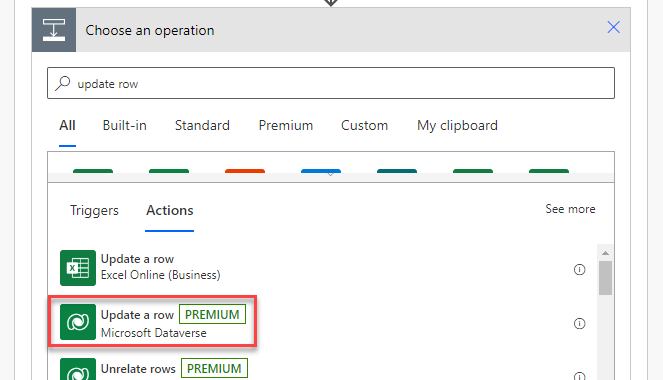 Choose an operation
update row
All Built-in Standard Premium Custom My clipboard
Triggers Actions See more
Update a row
Excel Online (Business)
Update a row PREMIUM
Microsoft Dataverse
Unrelate rows PREMIUM